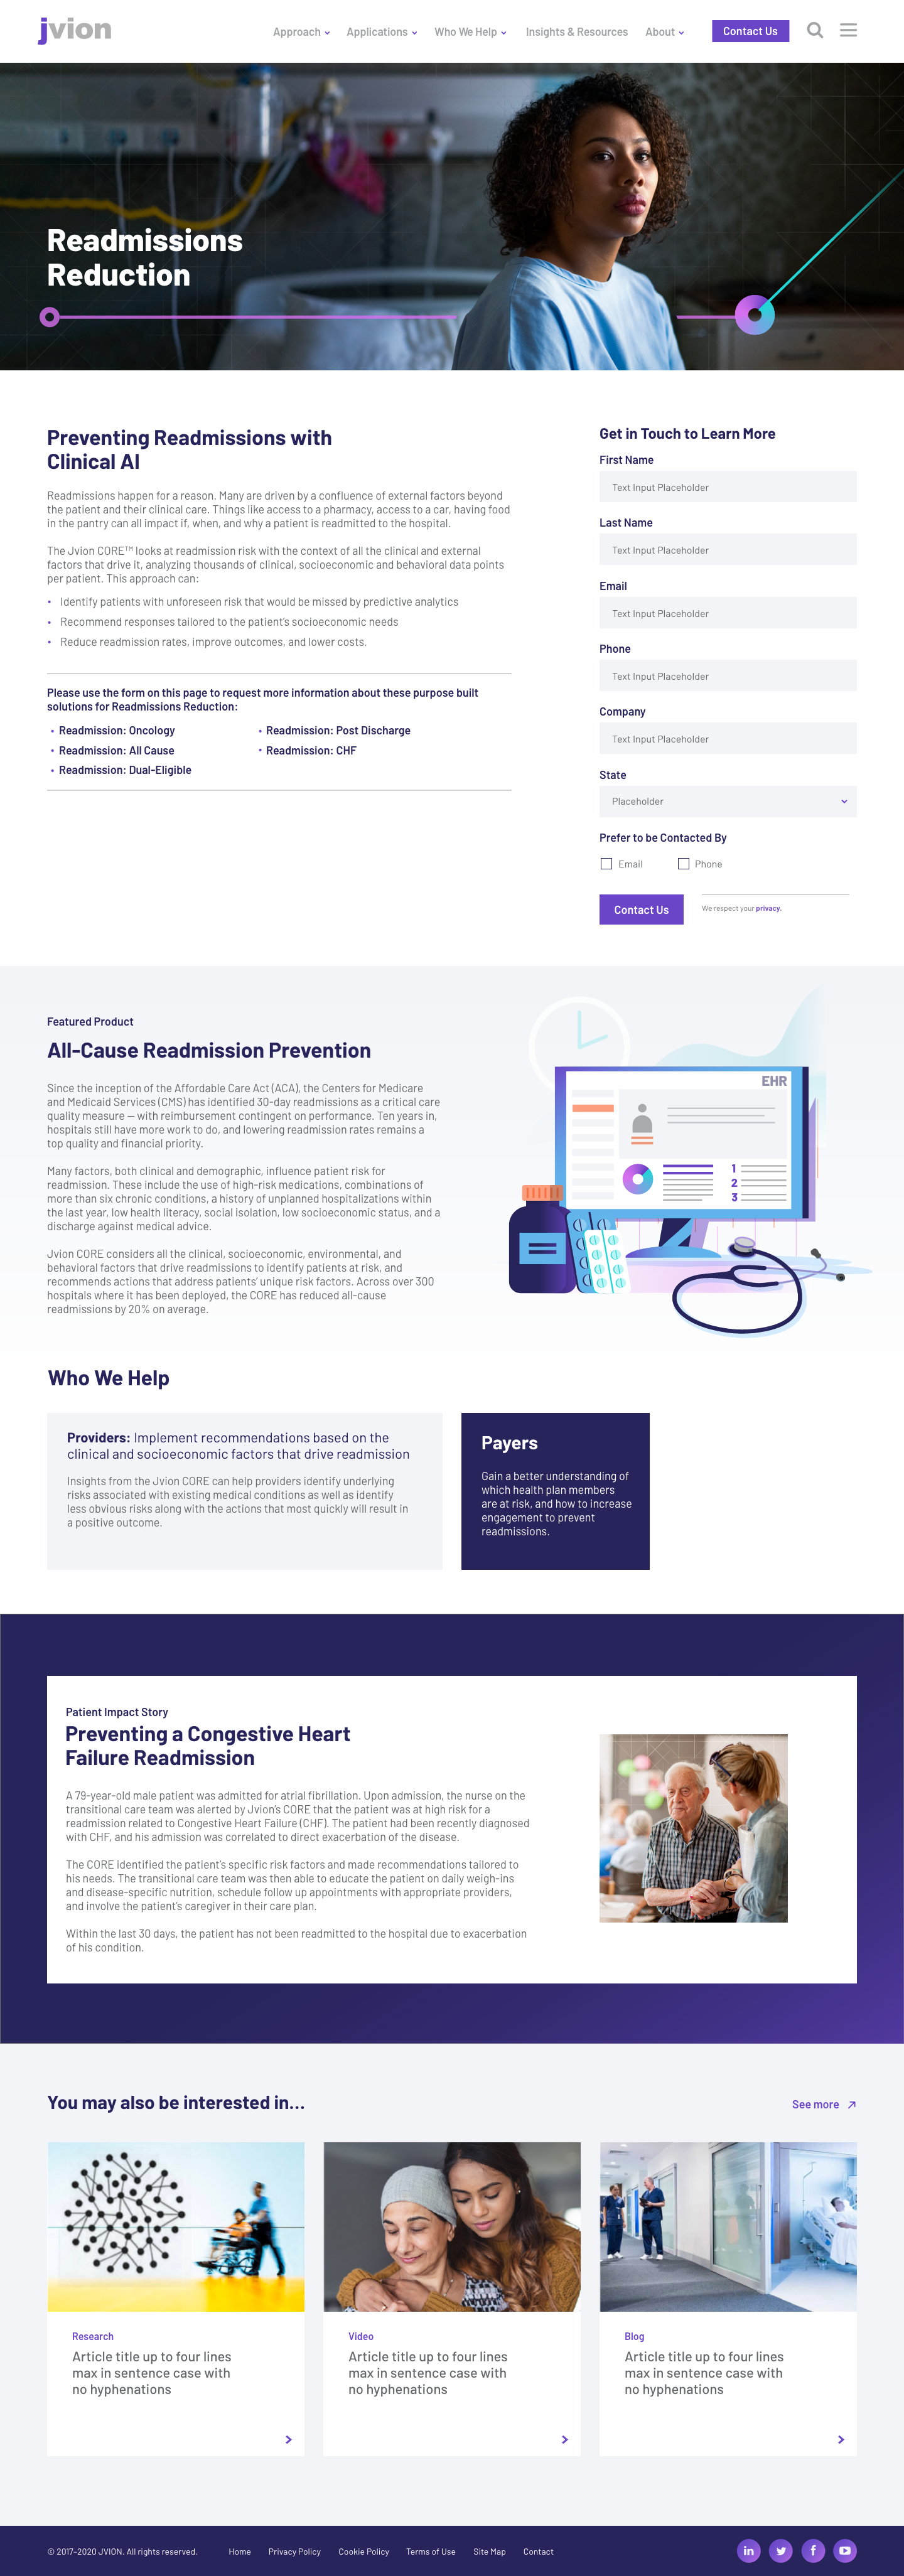 jvion
Approach
Applications
Who We Help
Insights & Resources
About
Contact Us
Readmissions
Reduction
Preventing Readmissions with
Clinical AI
Readmissions happen for a reason. Many are driven by a confluence of external factors beyond
the patient and their clinical care. Things like access to a pharmacy, access to a car, having food
in the pantry can all impact if, when, and why a patient is readmitted to the hospital.
The Jvion CORE™ looks at readmission risk with the context of all the clinical and external
factors that drive it, analyzing thousands of clinical, socioeconomic and behavioral data points
per patient. This approach can:
• Identify patients with unforeseen risk that would be missed by predictive analytics
• Recommend responses tailored to the patient's socioeconomic needs
• Reduce readmission rates, improve outcomes, and lower costs.
Please use the form on this page to request more information about these purpose built
solutions for Readmissions Reduction:
• Readmission: Oncology
• Readmission: All Cause
• Readmission: Dual-Eligible
• Readmission: Post Discharge
• Readmission: CHF
Get in Touch to Learn More
First Name
Text Input Placeholder
Last Name
Text Input Placeholder
Email
Text Input Placeholder
Phone
Text Input Placeholder
Company
Text Input Placeholder
State
Placeholder
Prefer to be Contacted By
Email
Phone
Contact Us
We respect your privacy.
Featured Product
All-Cause Readmission Prevention
Since the inception of the Affordable Care Act (ACA), the Centers for Medicare
and Medicaid Services (CMS) has identified 30-day readmissions as a critical care
quality measure — with reimbursement contingent on performance. Ten years in,
hospitals still have more work to do, and lowering readmission rates remains a
top quality and financial priority.
Many factors, both clinical and demographic, influence patient risk for
readmission. These include the use of high-risk medications, combinations of
more than six chronic conditions, a history of unplanned hospitalizations within
the last year, low health literacy, social isolation, low socioeconomic status, and a
discharge against medical advice.
Jvion CORE considers all the clinical, socioeconomic, environmental, and
behavioral factors that drive readmissions to identify patients at risk, and
recommends actions that address patients' unique risk factors. Across over 300
hospitals where it has been deployed, the CORE has reduced all-cause
readmissions by 20% on average.
EHR
1
2
3
Who We Help
Providers: Implement recommendations based on the
clinical and socioeconomic factors that drive readmission
Insights from the Jvion CORE can help providers identify underlying
risks associated with existing medical conditions as well as identify
less obvious risks along with the actions that most quickly will result in
a positive outcome.
Payers
Gain a better understanding of
which health plan members
are at risk, and how to increase
engagement to prevent
readmissions.
Patient Impact Story
Preventing a Congestive Heart
Failure Readmission
A 79-year-old male patient was admitted for atrial fibrillation. Upon admission, the nurse on the
transitional care team was alerted by Jvion's CORE that the patient was at high risk for a
readmission related to Congestive Heart Failure (CHF). The patient had been recently diagnosed
with CHF, and his admission was correlated to direct exacerbation of the disease.
The CORE identified the patient's specific risk factors and made recommendations tailored to
his needs. The transitional care team was then able to educate the patient on daily weigh-ins
and disease-specific nutrition, schedule follow up appointments with appropriate providers,
and involve the patient's caregiver in their care plan.
Within the last 30 days, the patient has not been readmitted to the hospital due to exacerbation
of his condition.
You may also be interested in...
See more
Research
Article title up to four lines
max in sentence case with
no hyphenations
Video
Article title up to four lines
max in sentence case with
no hyphenations
Blog
Article title up to four lines
max in sentence case with
no hyphenations
© 2017-2020 JVION. All rights reserved.
Home
Privacy Policy
Cookie Policy
Terms of Use
Site Map
Contact
in
f